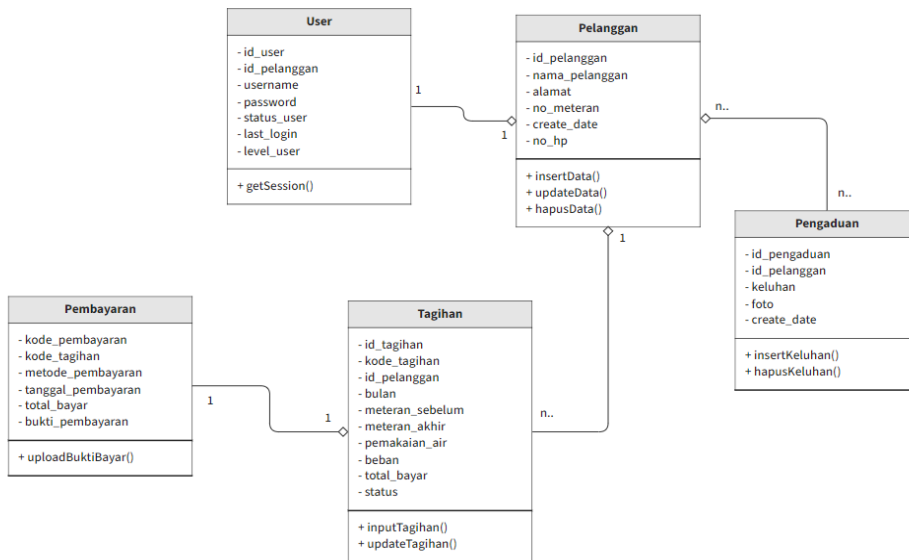 User
- id_user
- id_pelanggan
- username
- password
- status_user
- last_login
- level_user
+ getSession()
1
1
Pelanggan
- id_pelanggan
- nama_pelanggan
- alamat
- no_meteran
- create_date
- no_hp
+ insertData()
+ updateData()
+ hapusData()
n..
n..
1
Pengaduan
- id_pengaduan
- id_pelanggan
- keluhan
- foto
- create_date
+ insertKeluhan()
+ hapusKeluhan()
Pembayaran
- kode_pembayaran
- kode_tagihan
- metode_pembayaran
- tanggal_pembayaran
- total_bayar
- bukti_pembayaran
+ uploadBuktiBayar()
1
1
Tagihan
- id_tagihan
- kode_tagihan
- id_pelanggan
- bulan
- meteran_sebelum
- meteran_akhir
- pemakaian_air
- beban
- total_bayar
- status
+ inputTagihan()
+ updateTagihan()
n..